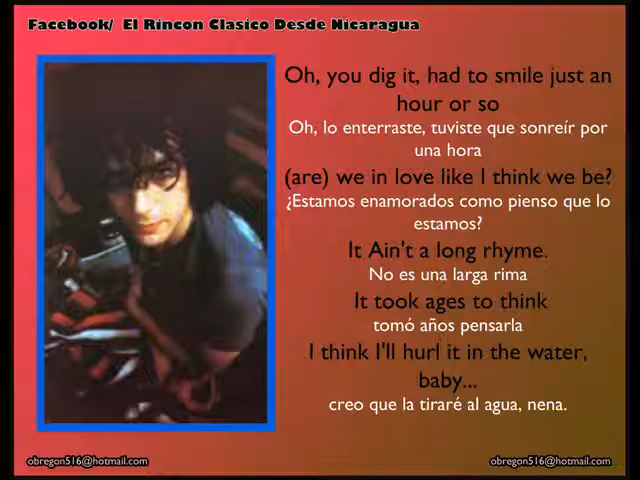 Facebook/ El Rincon Clasico Desde Nicaragua
Oh, you dig it, had to smile just an
hour or so
Oh, lo enterraste, tuviste que sonreír por
una hora
(are) we in love like I think we be?
¿Estamos enamorados como pienso que lo
estamos?
It Ain't a long rhyme.
No es una larga rima
It took ages to think
tomó años pensarla
I think I'll hurl it in the water,
baby...
creo que la tiraré al agua, nena.
obregon516@hotmail.com
obregon516@hotmail.com